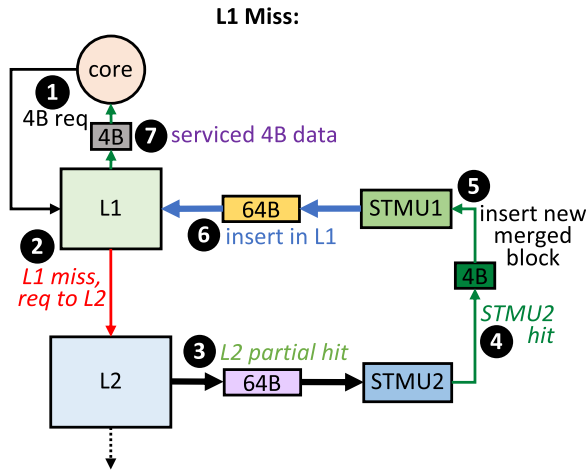 L1 Miss:
core
1
4B req
4B
7
serviced 4B data
L1
64B
STMU1
5
insert new
merged
block
6
insert in L1
2
L1 miss,
req to L2
4B
STMU2
hit
4
3
L2 partial hit
L2
64B
STMU2